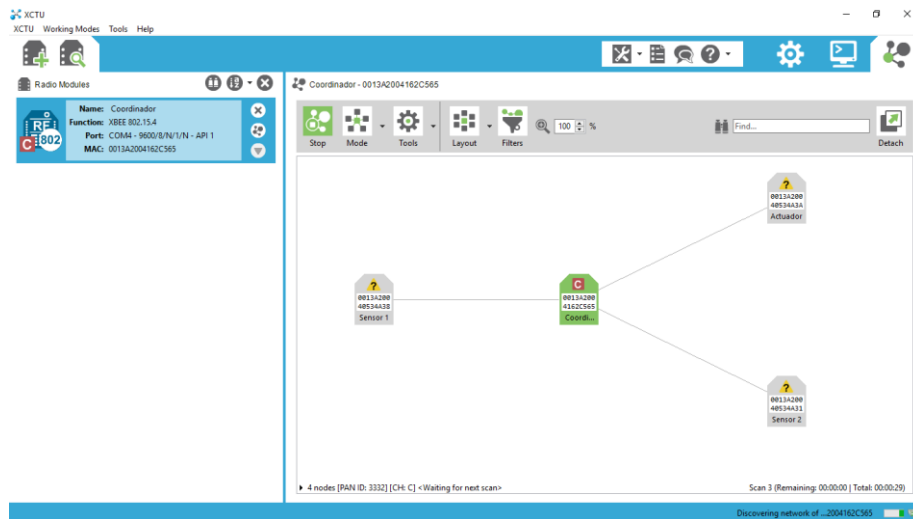 XCTU
XCTU Working Modes Tools Help
Radio Modules
Name: Coordinador
Function: XBEE 802.15.4
Port: COM4 - 9600/8/N/1/N - API 1
MAC: 0013A2004162C565
RF
C 802
Coordinador - 0013A2004162C565
Stop Mode Tools Layout Filters
100 %
Find...
Detach
?
0013A200
40534A3A
Actuador
?
0013A200
40534A38
Sensor 1
C
0013A200
4162C565
Coordi...
?
0013A200
40534A31
Sensor 2
4 nodes [PAN ID: 3332] [CH: C] <Waiting for next scan>
Scan 3 (Remaining: 00:00:00 | Total: 00:00:29)
Discovering network of ...2004162C565